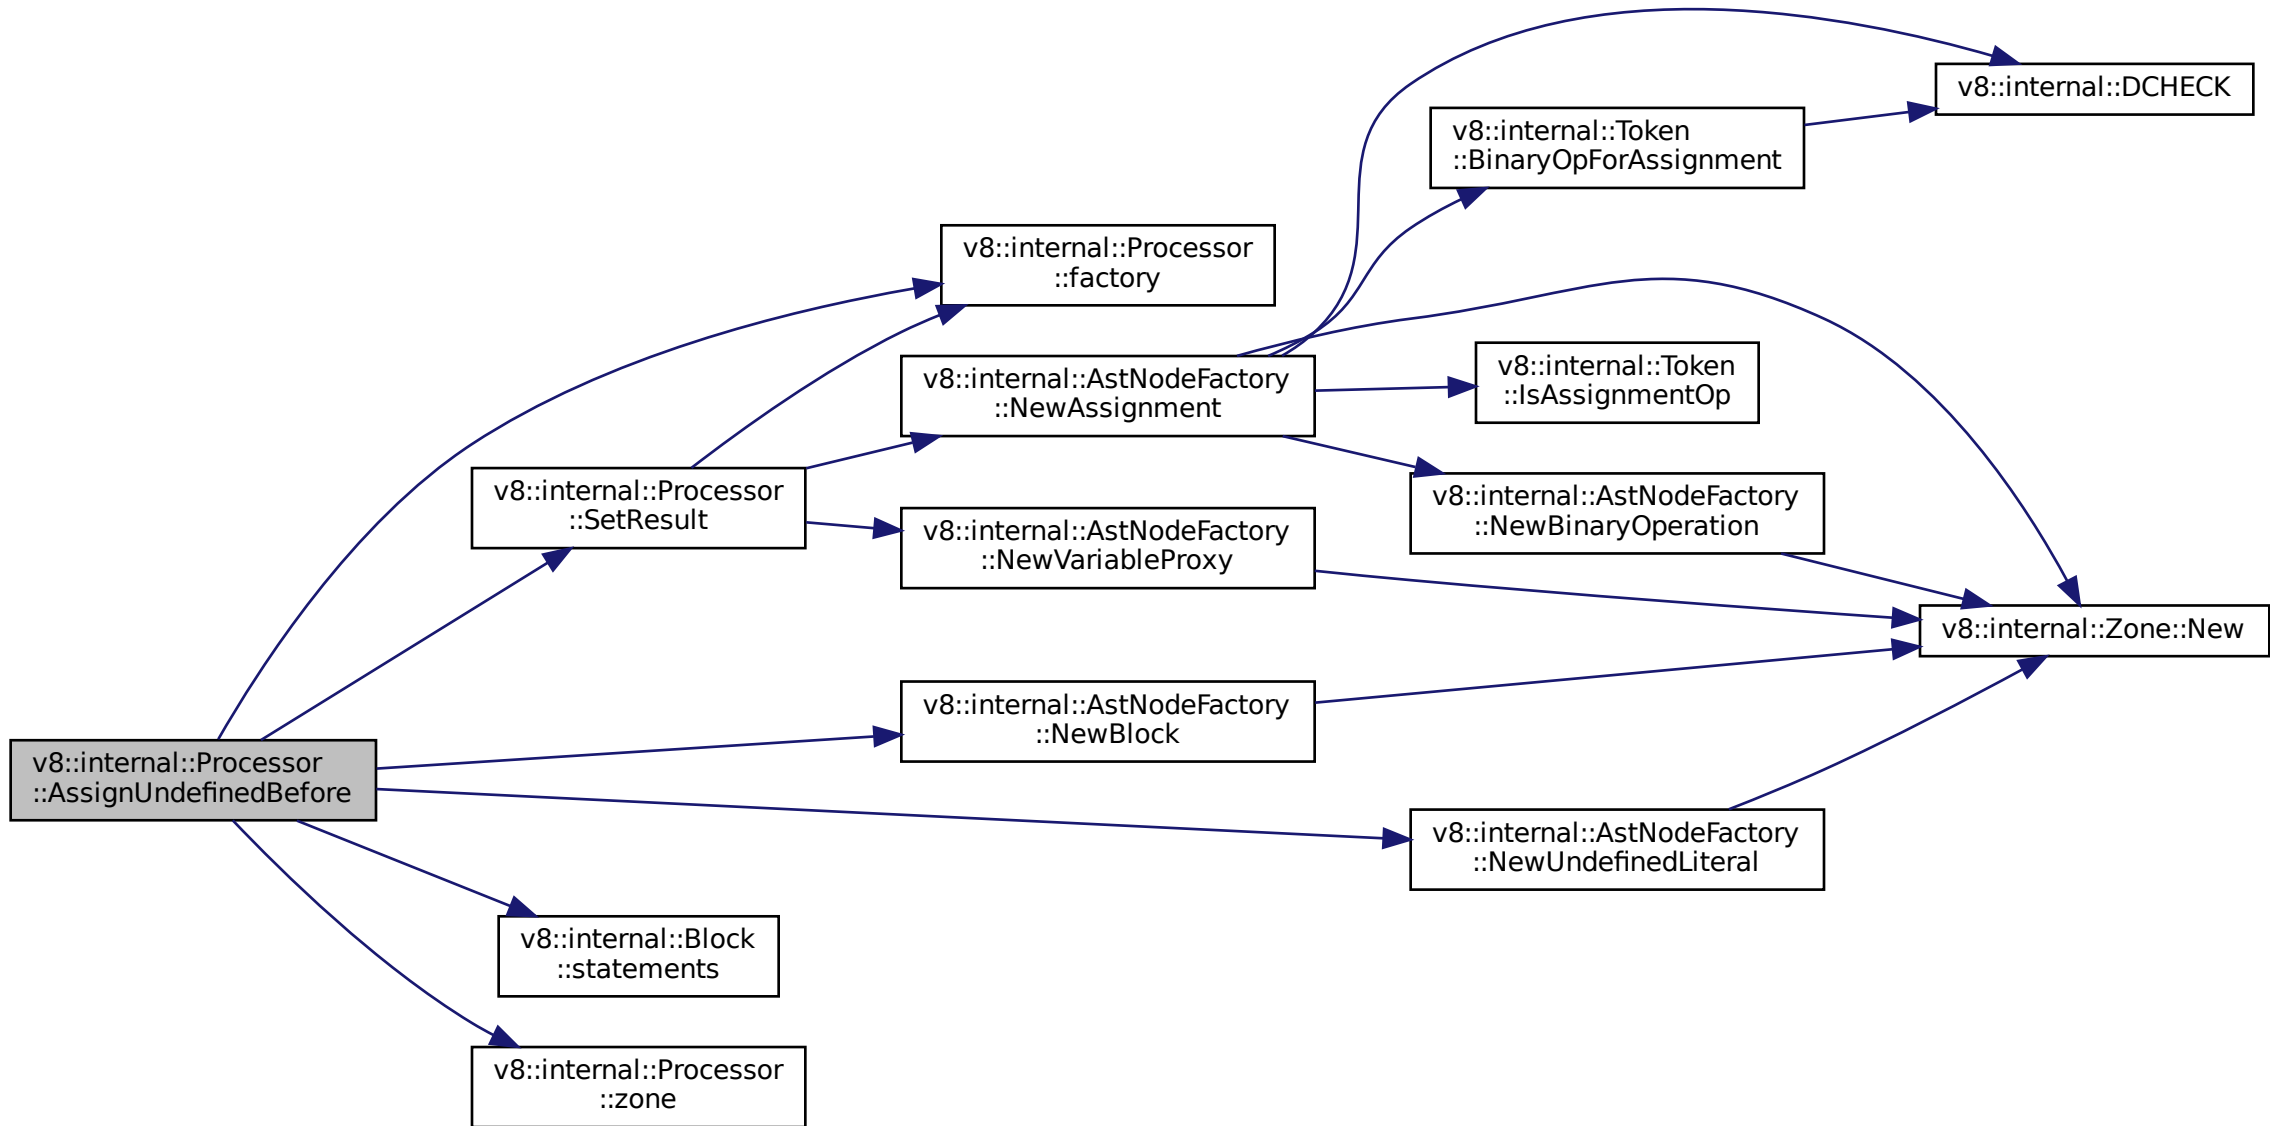 v8::internal::Processor
::AssignUndefinedBefore
v8::internal::Processor
::factory
v8::internal::Processor
::SetResult
v8::internal::AstNodeFactory
::NewAssignment
v8::internal::AstNodeFactory
::NewVariableProxy
v8::internal::AstNodeFactory
::NewBlock
v8::internal::Block
::statements
v8::internal::Processor
::zone
v8::internal::DCHECK
v8::internal::Token
::BinaryOpForAssignment
v8::internal::Token
::IsAssignmentOp
v8::internal::AstNodeFactory
::NewBinaryOperation
v8::internal::Zone::New
v8::internal::AstNodeFactory
::NewUndefinedLiteral